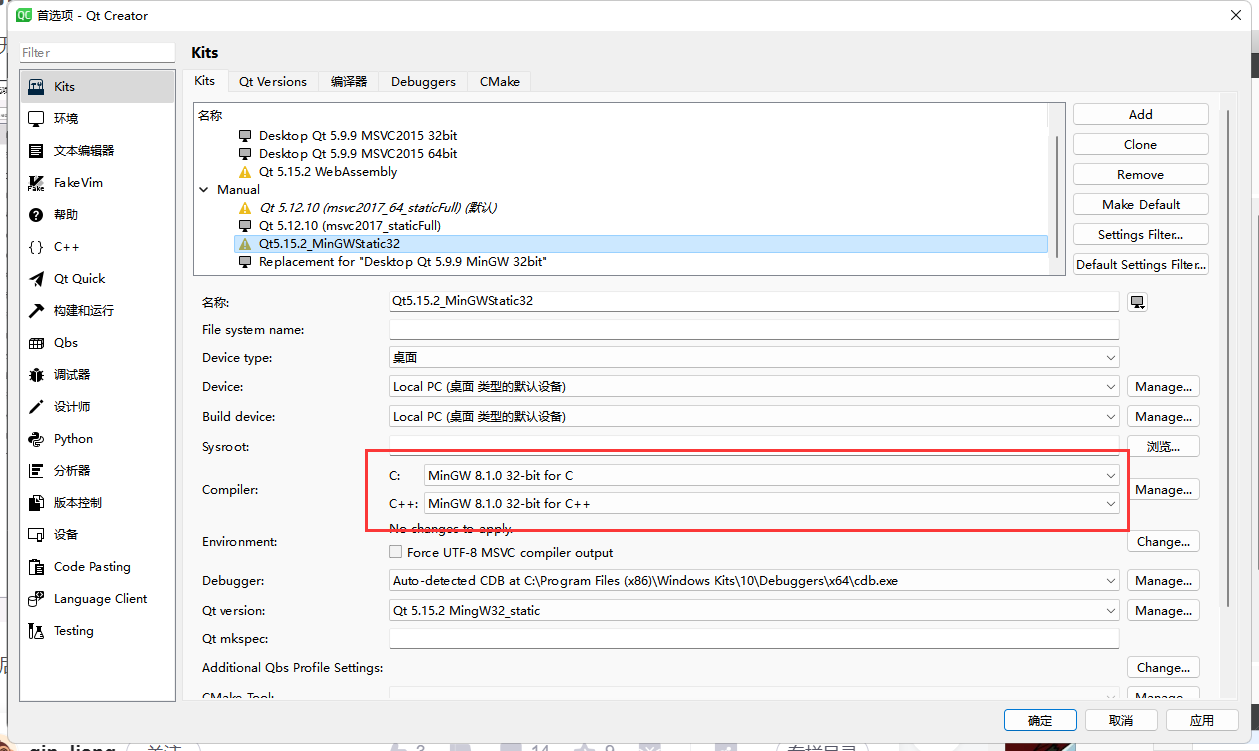 首选项 - Qt Creator
Filter
Kits
Kits
环境
文本编辑器
FakeVim
帮助
C++
Qt Quick
构建和运行
Qbs
调试器
设计师
Python
分析器
版本控制
设备
Code Pasting
Language Client
Testing
Kits Qt Versions 编译器 Debuggers CMake
名称
Desktop Qt 5.9.9 MSVC2015 32bit
Desktop Qt 5.9.9 MSVC2015 64bit
Qt 5.15.2 WebAssembly
Manual
Qt 5.12.10 (msvc2017_64_staticFull) (默认)
Qt 5.12.10 (msvc2017_staticFull)
Qt5.15.2_MinGWStatic32
Replacement for "Desktop Qt 5.9.9 MinGW 32bit"
Add
Clone
Remove
Make Default
Settings Filter...
Default Settings Filter...
名称: Qt5.15.2_MinGWStatic32
File system name:
Device type: 桌面
Device: Local PC (桌面 类型的默认设备) Manage...
Build device: Local PC (桌面 类型的默认设备) Manage...
Sysroot: 浏览...
Compiler: Manage...
C: MinGW 8.1.0 32-bit for C
C++: MinGW 8.1.0 32-bit for C++
Environment: No changes to apply. Change...
Force UTF-8 MSVC compiler output
Debugger: Auto-detected CDB at C:\Program Files (x86)\Windows Kits\10\Debuggers\x64\cdb.exe Manage...
Qt version: Qt 5.15.2 MingW32_static Manage...
Qt mkspec:
Additional Qbs Profile Settings: Change...
CMake Tool: Manage...
确定 取消 应用